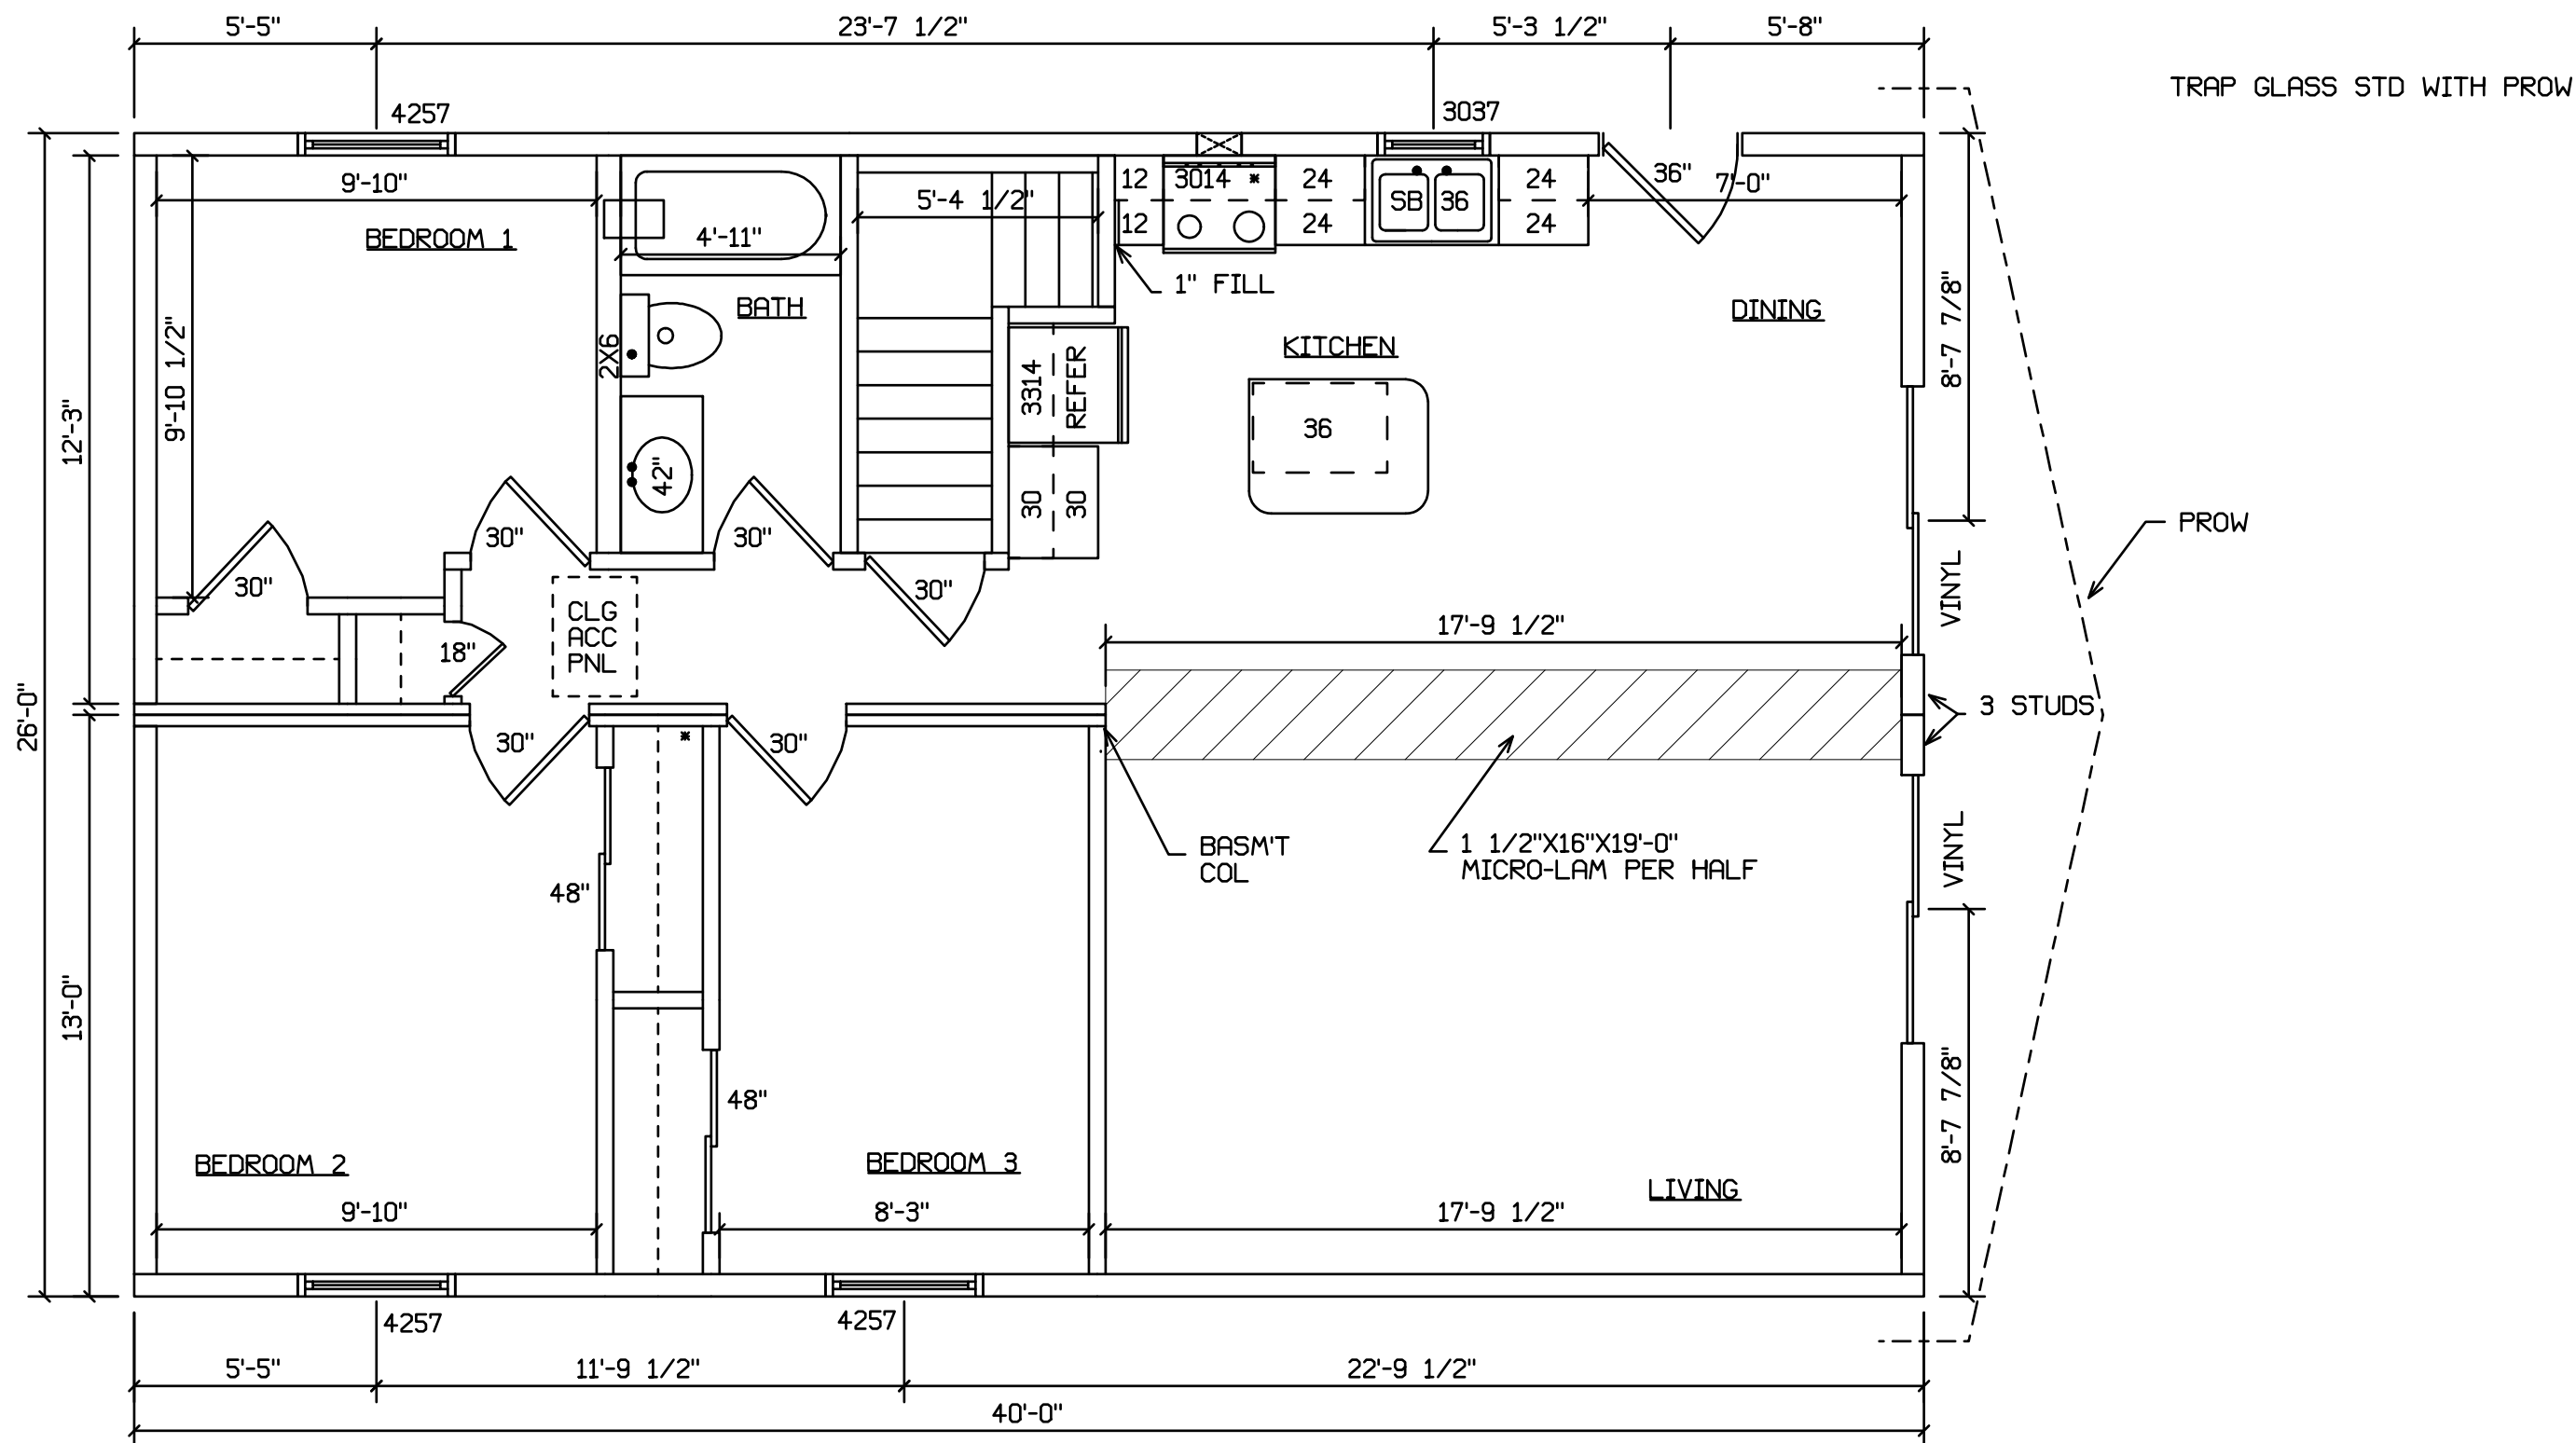 5'-5"
23'-7 1/2"
5'-3 1/2"
5'-8"
TRAP GLASS STD WITH PROW
4257
3037
9'-10"
5'-4 1/2"
12
3014 *
24
SB
36
24
12
24
24
36"
7'-0"
BEDROOM 1
4'-11"
1" FILL
BATH
DINING
8'-7 7/8"
9'-10 1/2"
12'-3"
2X6
KITCHEN
3314
REFER
36
42"
30
30
30"
30"
30"
30"
PROW
VINYL
CLG
ACC
PNL
18"
17'-9 1/2"
26'-0"
3 STUDS
30"
*
30"
BASM'T
COL
1 1/2"X16"X19'-0"
MICRO-LAM PER HALF
VINYL
48"
13'-0"
48"
8'-7 7/8"
BEDROOM 2
BEDROOM 3
LIVING
9'-10"
8'-3"
17'-9 1/2"
4257
4257
5'-5"
11'-9 1/2"
22'-9 1/2"
40'-0"